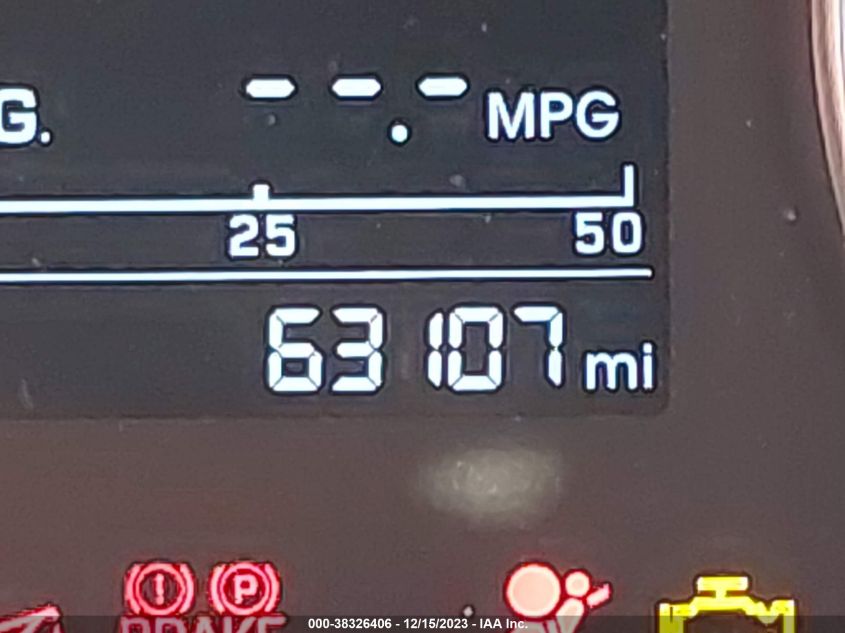 G. --.- MPG
25 50
63107 mi
! P
BRAKE
000-38326406 - 12/15/2023 - IAA Inc.